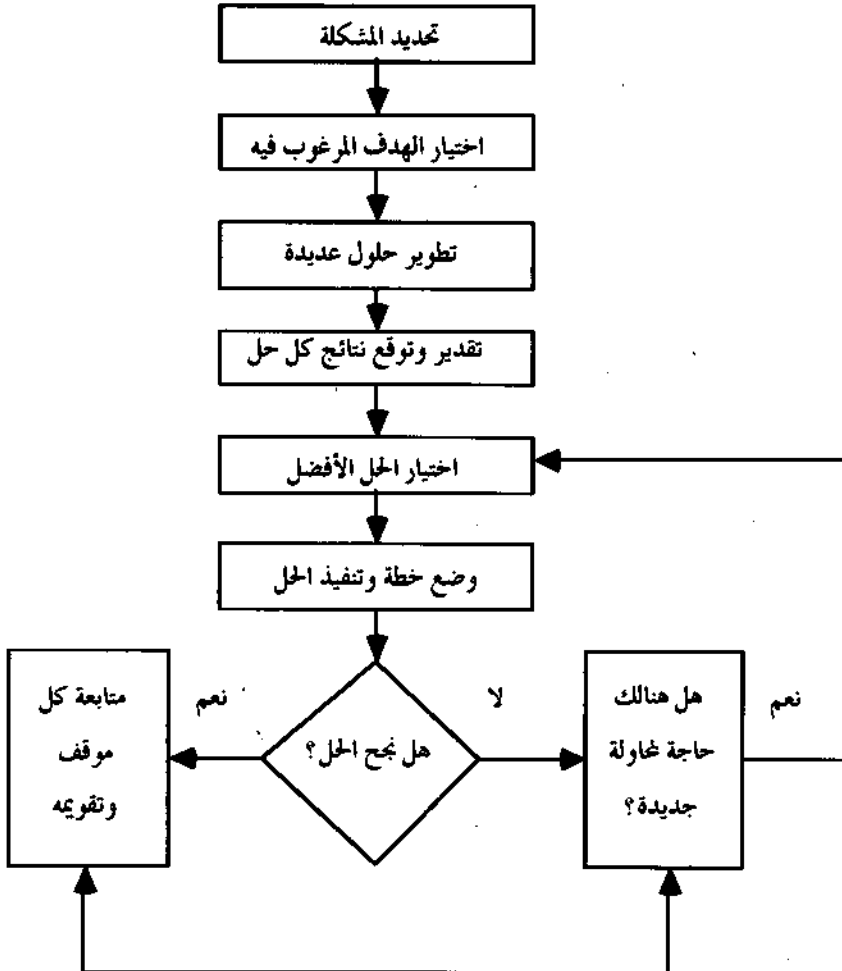 تحديد المشكلة
اختيار الهدف المرغوب فيه
تطوير حلول عديدة
تقدير وتوقع نتائج كل حل
اختيار الحل الأفضل
وضع خطة وتنفيذ الحل
هل نجح الحل؟
لا
نعم
هل هنالك
حاجة لمحاولة
جديدة؟
نعم
متابعة كل
موقف
وتقويمه